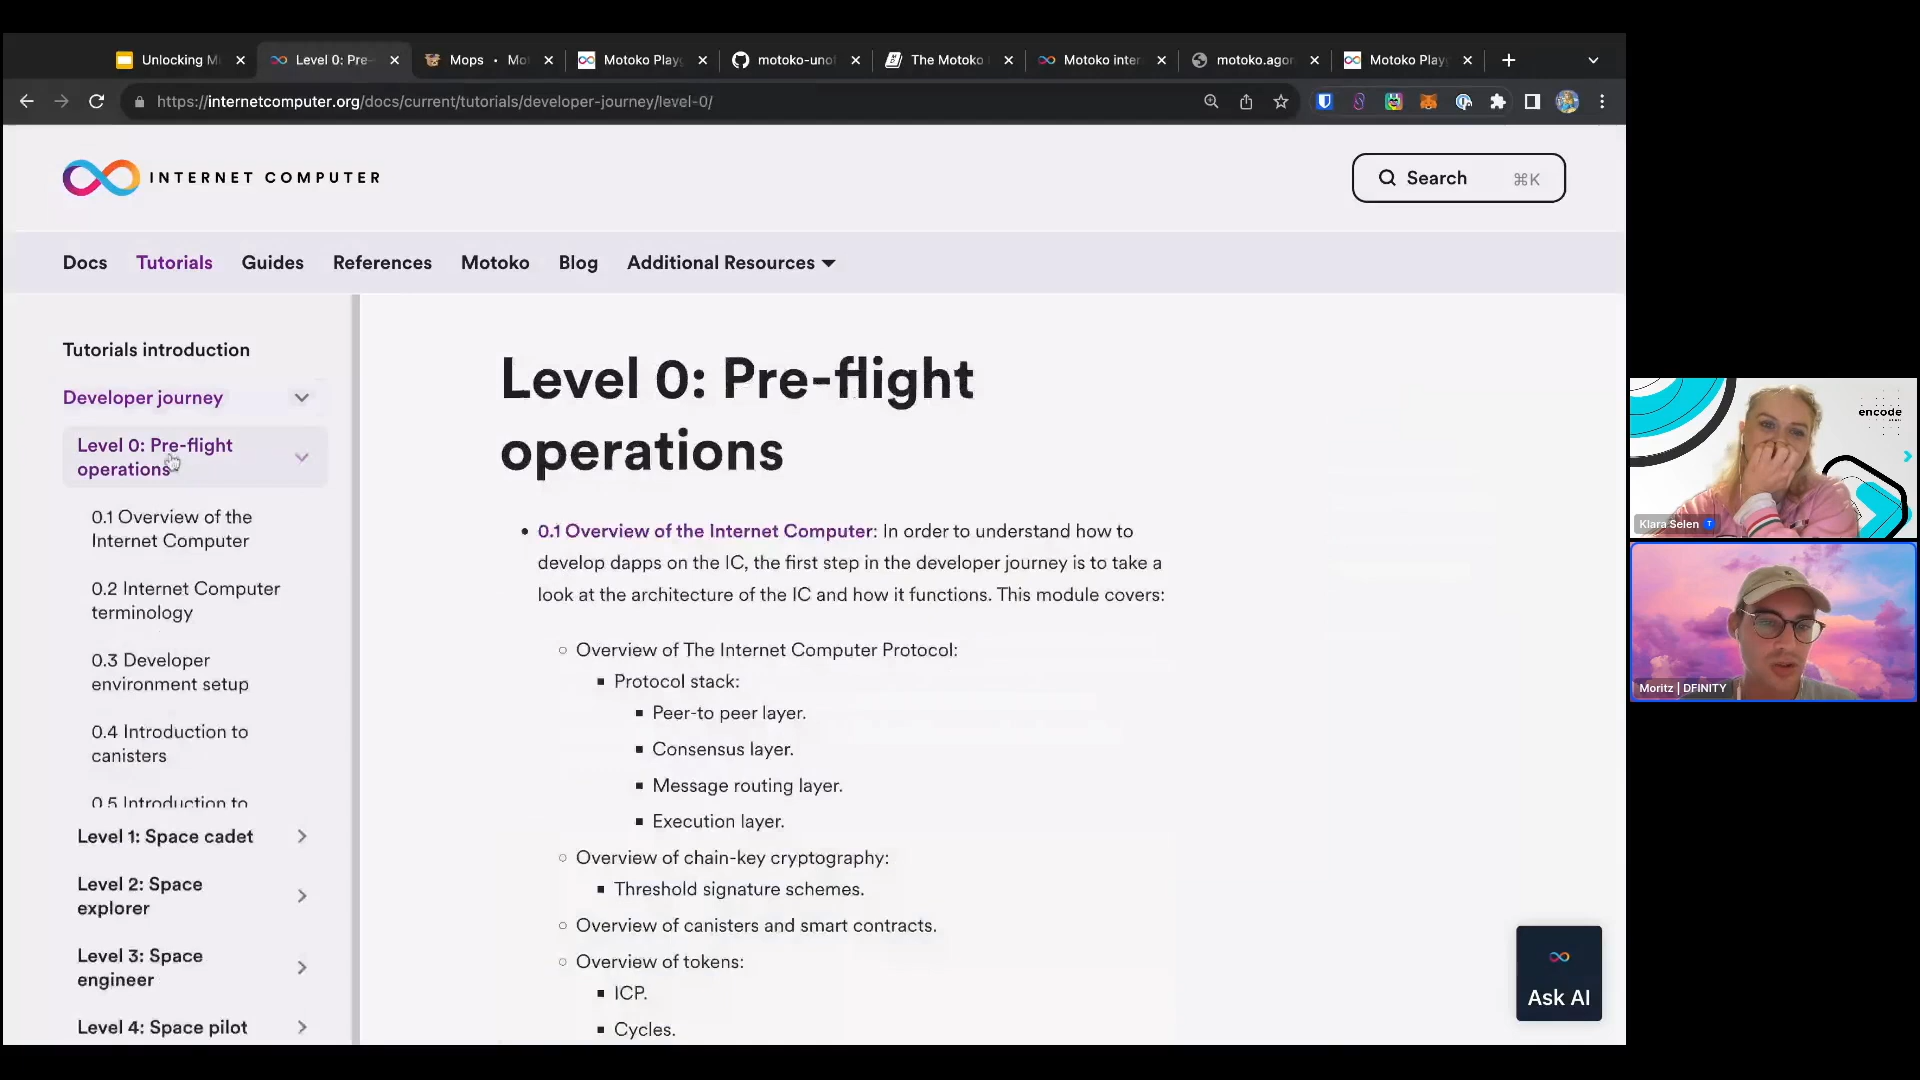 Unlocking M
Level 0: Pre-
Mops • Mo
Motoko Play
motoko-uno
The Motoko
Motoko inter
motoko.agor
Motoko Play
https://internetcomputer.org/docs/current/tutorials/developer-journey/level-0/
INTERNET COMPUTER
Search ⌘K
Docs Tutorials Guides References Motoko Blog Additional Resources
Tutorials introduction
Developer journey
Level 0: Pre-flight
operations
0.1 Overview of the
Internet Computer
0.2 Internet Computer
terminology
0.3 Developer
environment setup
0.4 Introduction to
canisters
0.5 Introduction to
Level 1: Space cadet
Level 2: Space
explorer
Level 3: Space
engineer
Level 4: Space pilot
Level 0: Pre-flight
operations
0.1 Overview of the Internet Computer: In order to understand how to
develop dapps on the IC, the first step in the developer journey is to take a
look at the architecture of the IC and how it functions. This module covers:
Overview of The Internet Computer Protocol:
Protocol stack:
Peer-to peer layer.
Consensus layer.
Message routing layer.
Execution layer.
Overview of chain-key cryptography:
Threshold signature schemes.
Overview of canisters and smart contracts.
Overview of tokens:
ICP.
Cycles.
Ask AI
encode
Klara Selen
Moritz | DFINITY